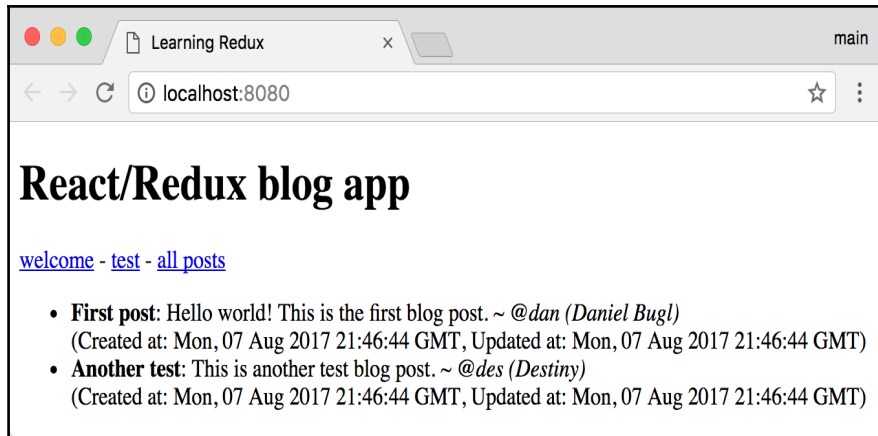 Learning Redux
main
localhost:8080
React/Redux blog app
welcome - test - all posts
• First post: Hello world! This is the first blog post. ~ @dan (Daniel Bugl)
(Created at: Mon, 07 Aug 2017 21:46:44 GMT, Updated at: Mon, 07 Aug 2017 21:46:44 GMT)
• Another test: This is another test blog post. ~ @des (Destiny)
(Created at: Mon, 07 Aug 2017 21:46:44 GMT, Updated at: Mon, 07 Aug 2017 21:46:44 GMT)